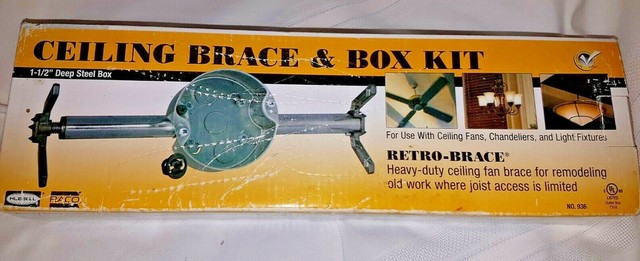 CEILING BRACE & BOX KIT
1-1/2" Deep Steel Box
For Use With Ceiling Fans, Chandeliers, and Light Fixtures
RETRO-BRACE®
Heavy-duty ceiling fan brace for remodeling
old work where joist access is limited
HUBBELL
RACO
NO. 936
UL
LISTED